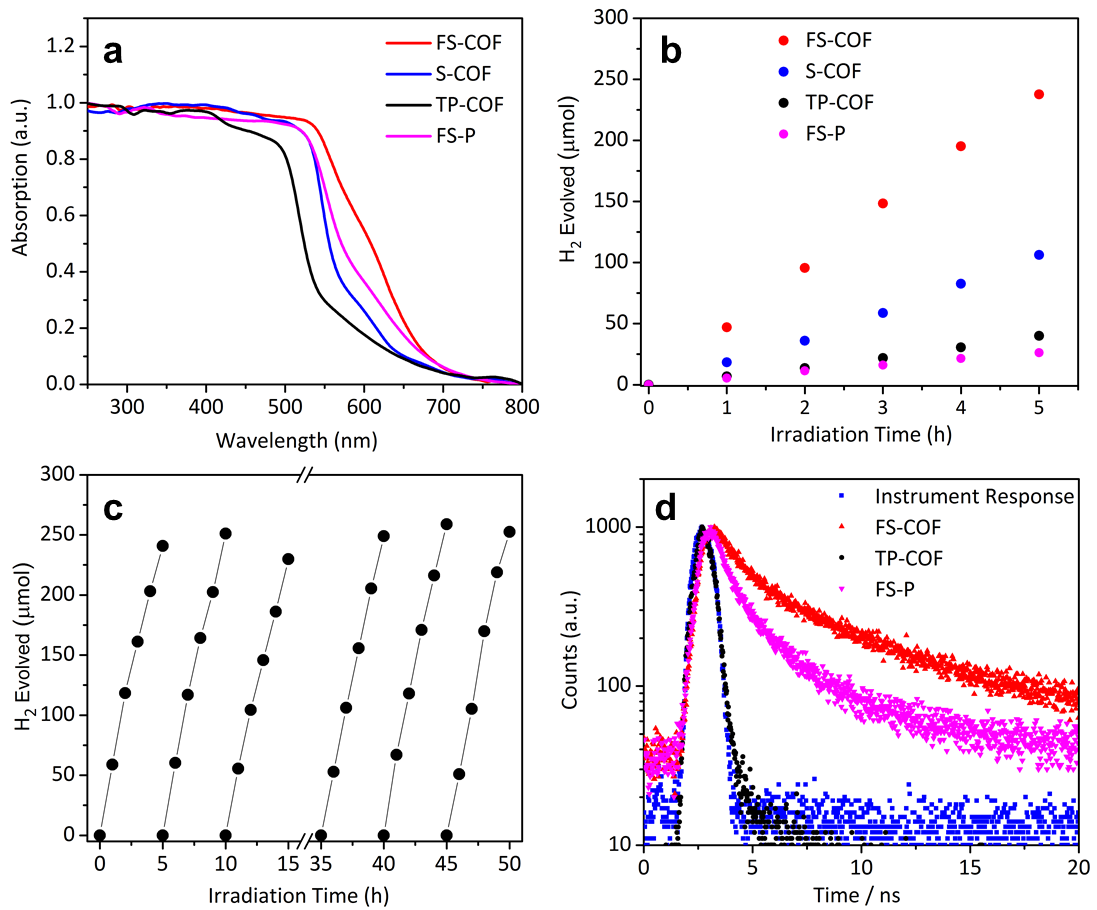 a
FS-COF
S-COF
TP-COF
FS-P
1.2
1.0
0.8
0.6
0.4
0.2
0.0
Absorption (a.u.)
300 400 500 600 700 800
Wavelength (nm)
b
FS-COF
S-COF
TP-COF
FS-P
300
250
200
150
100
50
0
H2 Evolved (μmol)
0 1 2 3 4 5
Irradiation Time (h)
c
300
250
200
150
100
50
0
H2 Evolved (μmol)
0 5 10 15 35 40 45 50
Irradiation Time (h)
d
Instrument Response
FS-COF
TP-COF
FS-P
1000
100
10
Counts (a.u.)
0 5 10 15 20
Time / ns